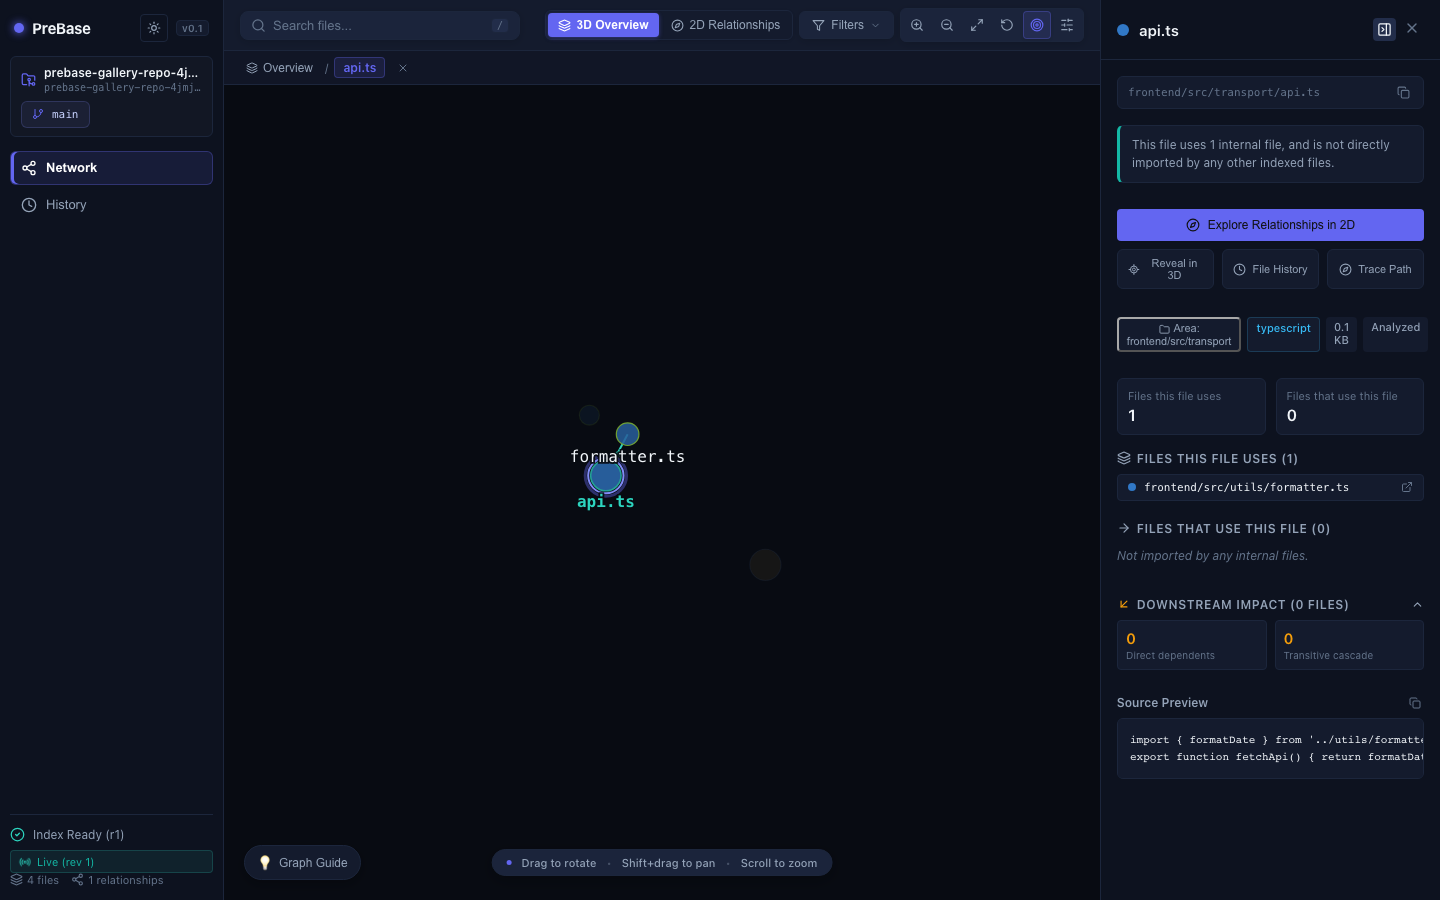 PreBase
v0.1
prebase-gallery-repo-4j...
prebase-gallery-repo-4jmj...
main
Network
History
Index Ready (r1)
Live (rev 1)
4 files
1 relationships
Search files...
/
3D Overview
2D Relationships
Filters
Overview / api.ts
formatter.ts
api.ts
Graph Guide
Drag to rotate · Shift+drag to pan · Scroll to zoom
api.ts
frontend/src/transport/api.ts
This file uses 1 internal file, and is not directly
imported by any other indexed files.
Explore Relationships in 2D
Reveal in
3D
File History
Trace Path
Area:
frontend/src/transport
typescript
0.1
KB
Analyzed
Files this file uses
1
Files that use this file
0
FILES THIS FILE USES (1)
frontend/src/utils/formatter.ts
FILES THAT USE THIS FILE (0)
Not imported by any internal files.
DOWNSTREAM IMPACT (0 FILES)
0
Direct dependents
0
Transitive cascade
Source Preview
import { formatDate } from '../utils/formatte
export function fetchApi() { return formatDat